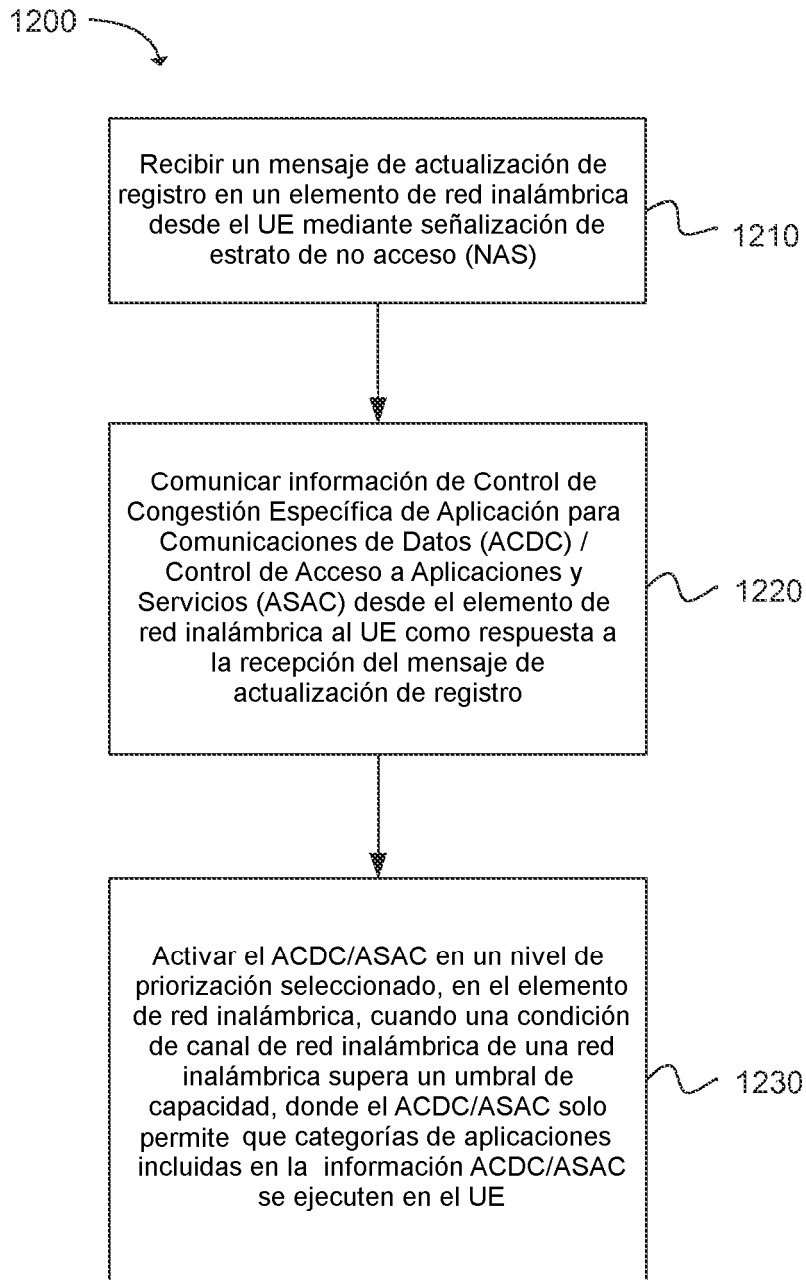 1200
Recibir un mensaje de actualización de
registro en un elemento de red inalámbrica
desde el UE mediante señalización de
estrato de no acceso (NAS)
1210
Comunicar información de Control de
Congestión Específica de Aplicación para
Comunicaciones de Datos (ACDC) /
Control de Acceso a Aplicaciones y
Servicios (ASAC) desde el elemento de
red inalámbrica al UE como respuesta a
la recepción del mensaje de
actualización de registro
1220
Activar el ACDC/ASAC en un nivel de
priorización seleccionado, en el elemento
de red inalámbrica, cuando una condición
de canal de red inalámbrica de una red
inalámbrica supera un umbral de
capacidad, donde el ACDC/ASAC solo
permite que categorías de aplicaciones
incluidas en la información ACDC/ASAC
se ejecuten en el UE
1230